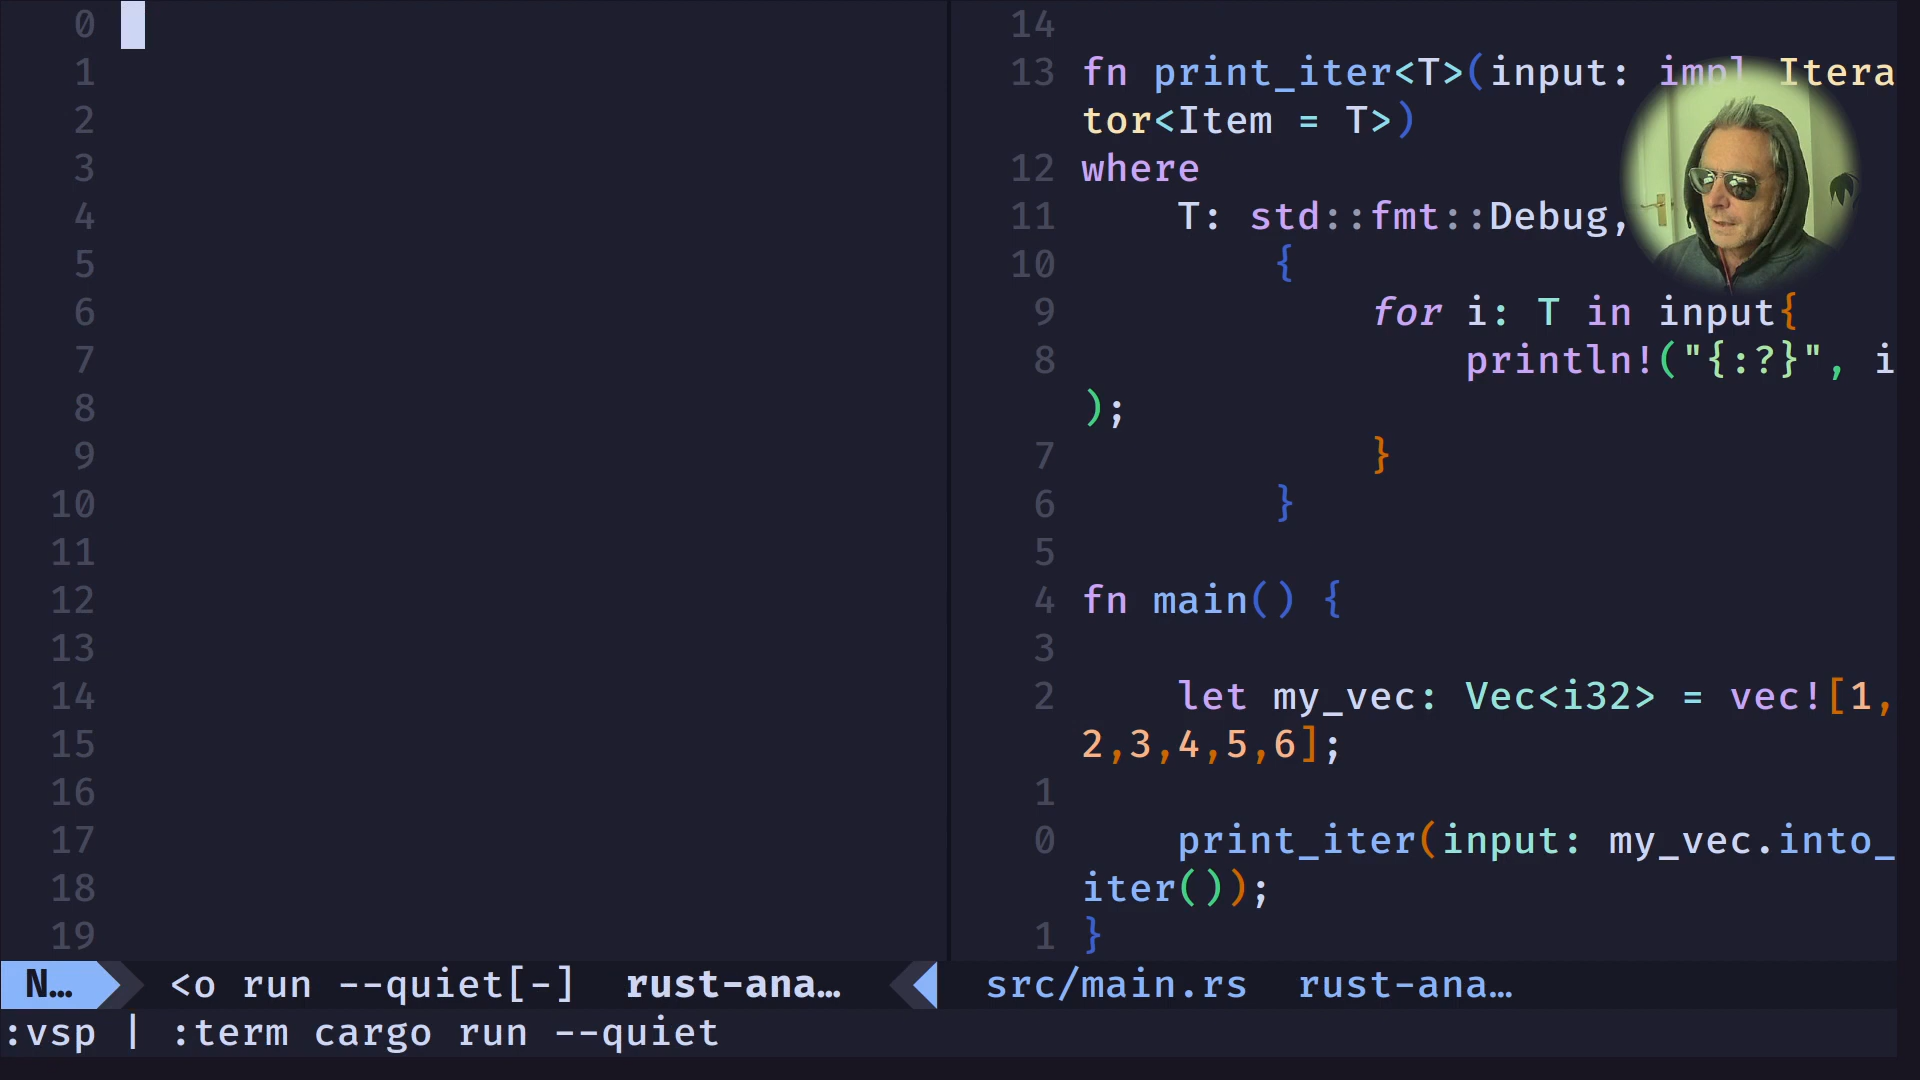 0
1
2
3
4
5
6
7
8
9
10
11
12
13
14
15
16
17
18
19
14
13 fn print_iter<T>(input: impl Itera
tor<Item = T>)
12 where
11 T: std::fmt::Debug,
10 {
9 for i: T in input{
8 println!("{:?}", i
);
7 }
6 }
5
4 fn main() {
3
2 let my_vec: Vec<i32> = vec![1,
2,3,4,5,6];
1
0 print_iter(input: my_vec.into_
iter());
1 }
N… <o run --quiet[-] rust-ana… src/main.rs rust-ana…
:vsp | :term cargo run --quiet